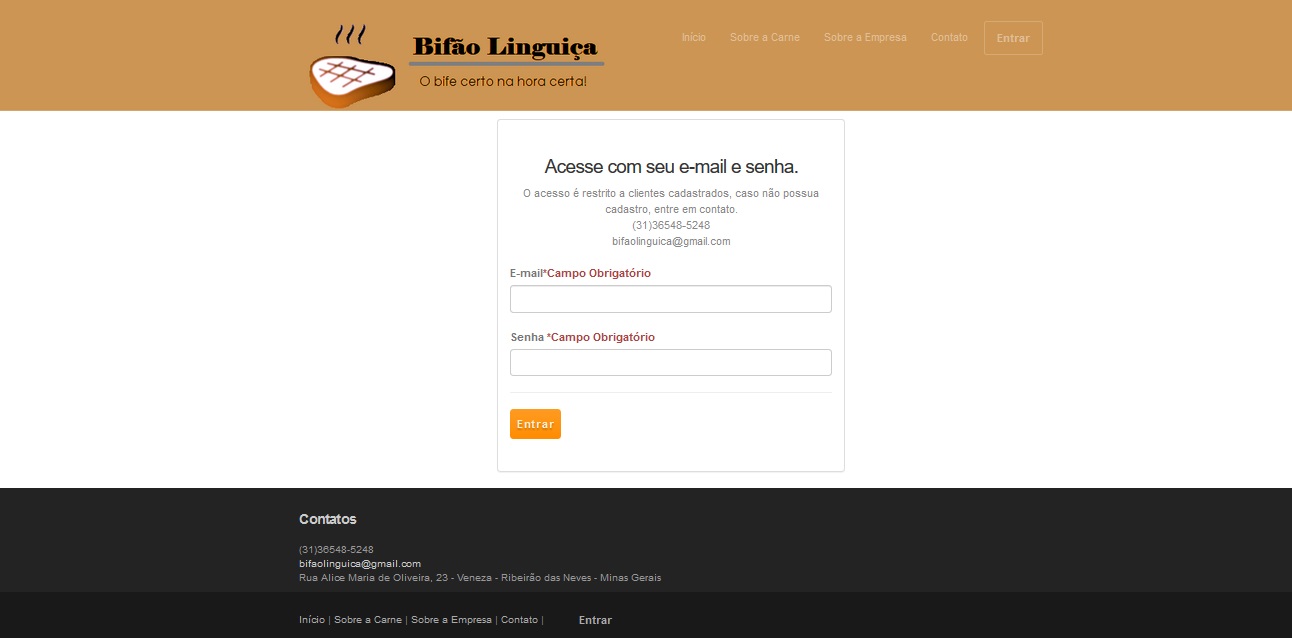 Bifão Linguiça
O bife certo na hora certa!
Início Sobre a Carne Sobre a Empresa Contato Entrar
Acesse com seu e-mail e senha.
O acesso é restrito a clientes cadastrados, caso não possua
cadastro, entre em contato.
(31)36548-5248
bifaolinguica@gmail.com
E-mail*Campo Obrigatório
Senha *Campo Obrigatório
Entrar
Contatos
(31)36548-5248
bifaolinguica@gmail.com
Rua Alice Maria de Oliveira, 23 - Veneza - Ribeirão das Neves - Minas Gerais
Início | Sobre a Carne | Sobre a Empresa | Contato | Entrar